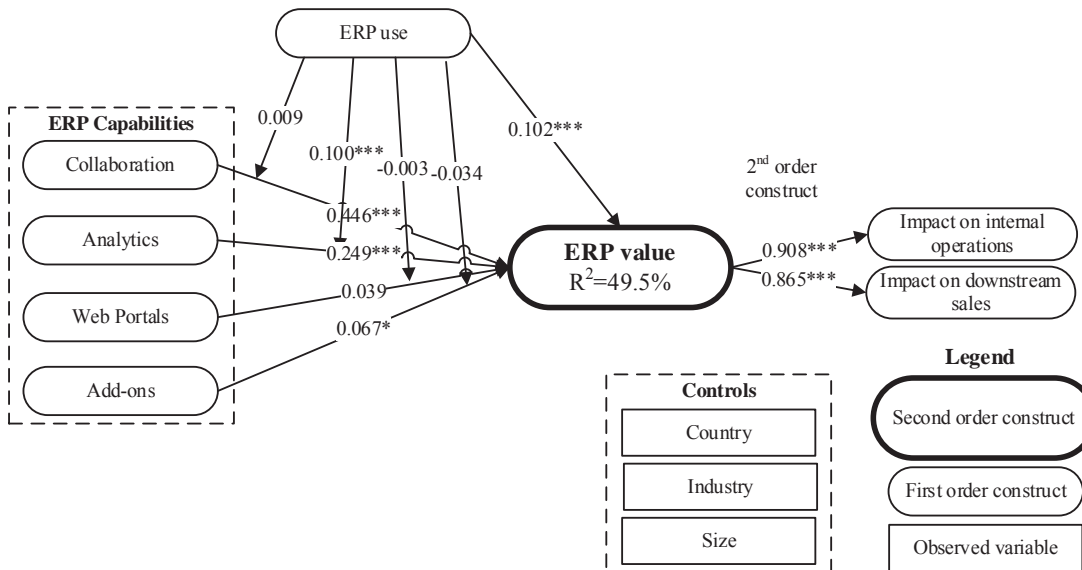 ERP use
0.009
0.100***
-0.003
-0.034
0.102***
ERP Capabilities
Collaboration
Analytics
Web Portals
Add-ons
0.446***
0.249***
0.039
0.067*
ERP value
R²=49.5%
2nd order
construct
0.908***
0.865***
Impact on internal
operations
Impact on downstream
sales
Controls
Country
Industry
Size
Legend
Second order construct
First order construct
Observed variable